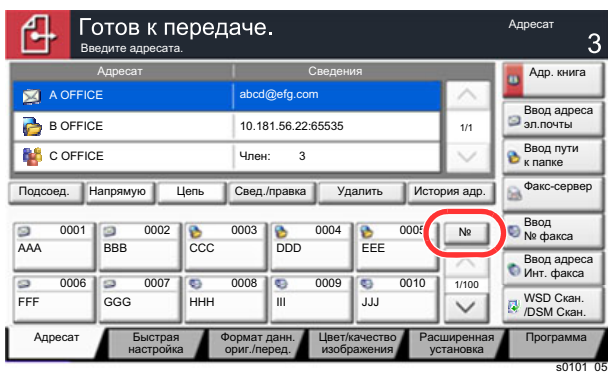 Готов к передаче.
Введите адресата.
Адресат
3
Адресат Сведения
A OFFICE abcd@efg.com
B OFFICE 10.181.56.22:65535
C OFFICE Член: 3
1/1
Подсоед. Напрямую Цепь Свед./правка Удалить История адр.
0001 0002 0003 0004 0005 №
AAA BBB CCC DDD EEE
0006 0007 0008 0009 0010 1/100
FFF GGG HHH III JJJ
Адр. книга
Ввод адреса
эл.почты
Ввод пути
к папке
Факс-сервер
Ввод
№ факса
Ввод адреса
Инт. факса
WSD Скан.
/DSM Скан.
Адресат
Быстрая
настройка
Формат данн.
ориг./перед.
Цвет/качество
изображения
Расширенная
установка
Программа
s0101_05